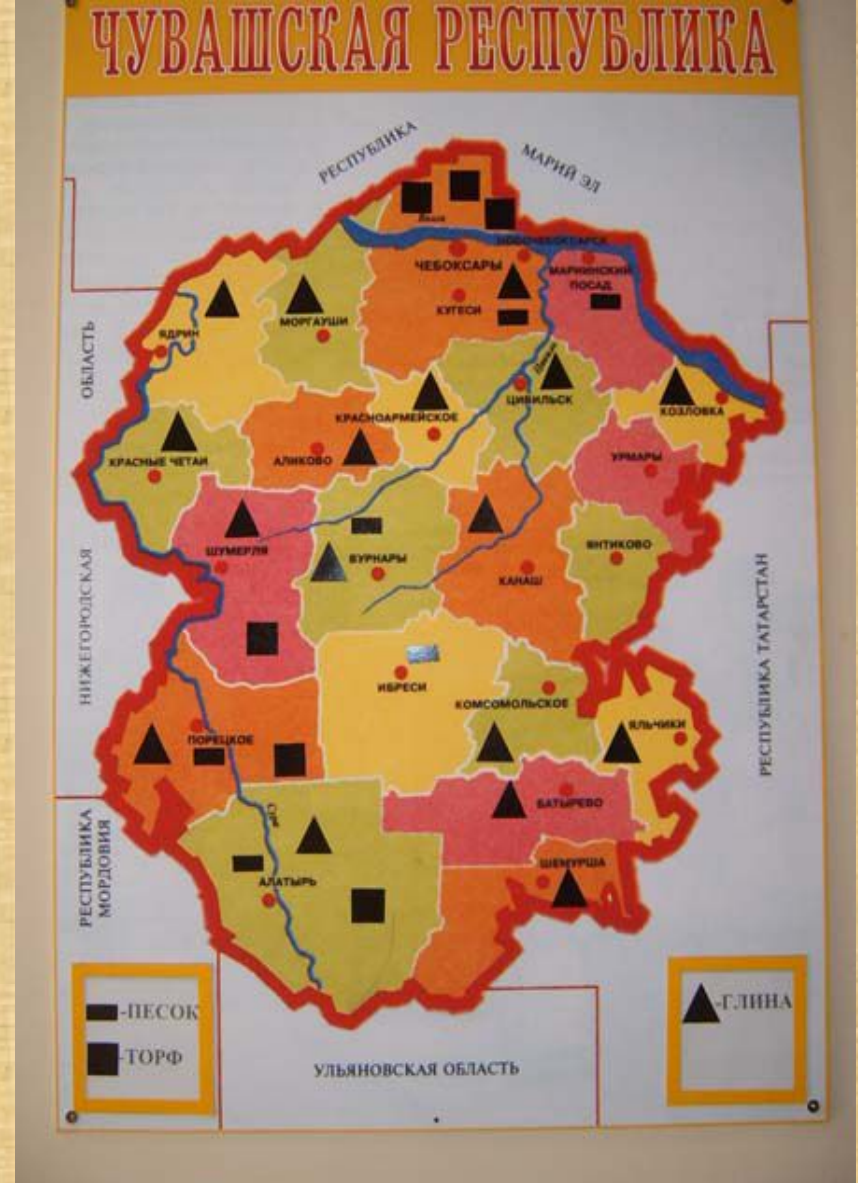 ЧУВАШСКАЯ РЕСПУБЛИКА
РЕСПУБЛИКА
МАРИЙ ЭЛ
Волга
НОВОЧЕБОКСАРСК
ЧЕБОКСАРЫ
МАРИИНСКИЙ
ПОСАД
КУГЕСИ
МОРГАУШИ
ЯДРИН
ОБЛАСТЬ
ЦИВИЛЬСК
КОЗЛОВКА
КРАСНОАРМЕЙСКОЕ
КРАСНЫЕ ЧЕТАИ
АЛИКОВО
УРМАРЫ
ШУМЕРЛЯ
ВУРНАРЫ
ЯНТИКОВО
КАНАШ
НИЖЕГОРОДСКАЯ
РЕСПУБЛИКА ТАТАРСТАН
ИБРЕСИ
КОМСОМОЛЬСКОЕ
ЯЛЬЧИКИ
ПОРЕЦКОЕ
БАТЫРЕВО
Сура
РЕСПУБЛИКА
МОРДОВИЯ
ШЕМУРША
АЛАТЫРЬ
-ПЕСОК
-ТОРФ
-ГЛИНА
УЛЬЯНОВСКАЯ ОБЛАСТЬ